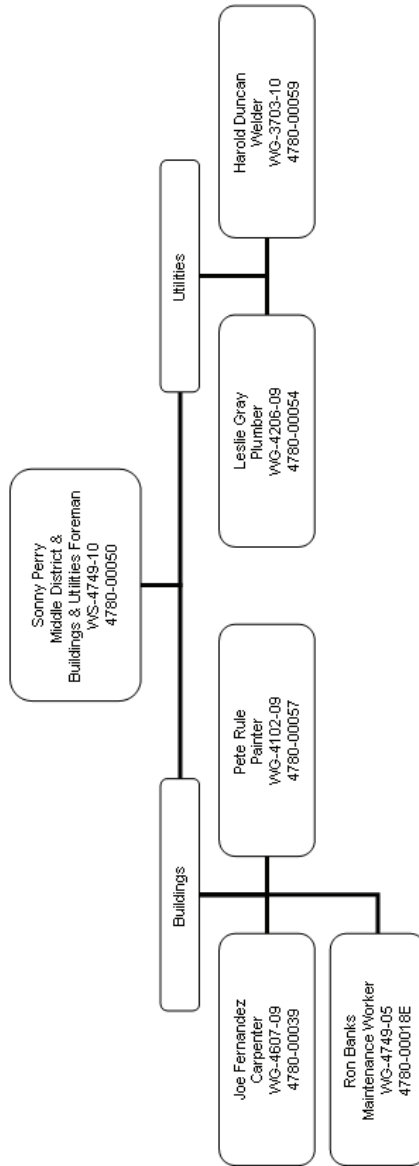 Sonny Perry
Middle District &
Buildings & Utilities Foreman
WS-4749-10
4780-00050
Buildings
Utilities
Joe Fernandez
Carpenter
WG-4607-09
4780-00039
Pete Rule
Painter
WG-4102-09
4780-00057
Leslie Gray
Plumber
WG-4206-09
4780-00054
Harold Duncan
Welder
WG-3703-10
4780-00059
Ron Banks
Maintenance Worker
WG-4749-05
4780-00018E